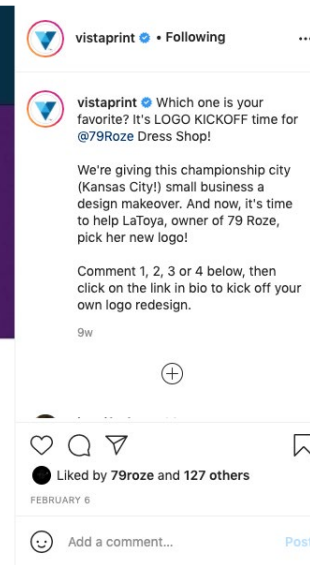 vistaprint • Following
vistaprint Which one is your
favorite? It's LOGO KICKOFF time for
@79Roze Dress Shop!
We're giving this championship city
(Kansas City!) small business a
design makeover. And now, it's time
to help LaToya, owner of 79 Roze,
pick her new logo!
Comment 1, 2, 3 or 4 below, then
click on the link in bio to kick off your
own logo redesign.
9w
Liked by 79roze and 127 others
FEBRUARY 6
Add a comment...
Post